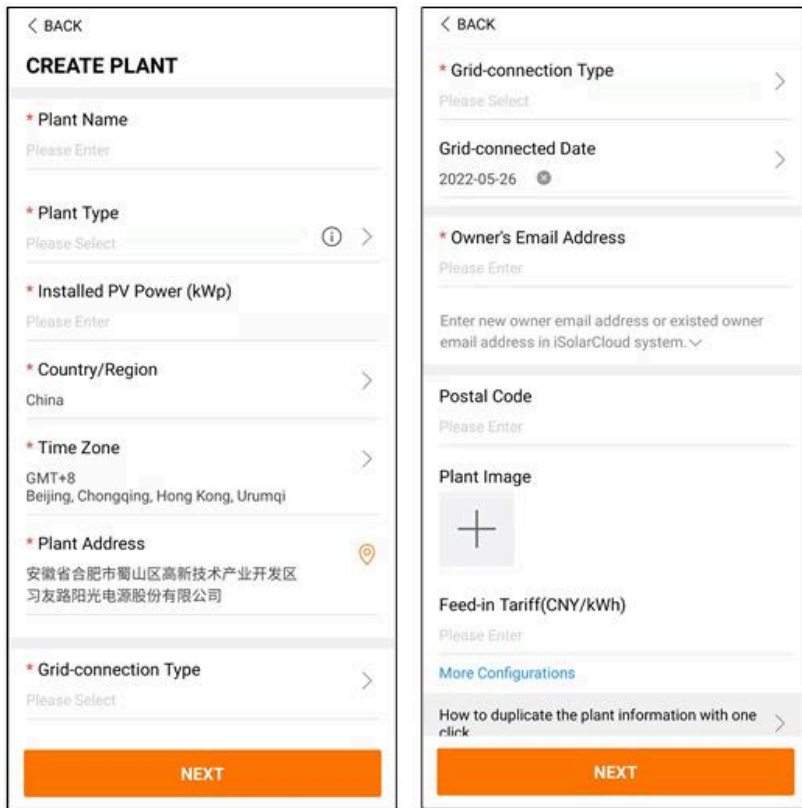 < BACK
CREATE PLANT
* Plant Name
Please Enter
* Plant Type
Please Select
* Installed PV Power (kWp)
Please Enter
* Country/Region
China
* Time Zone
GMT+8
Beijing, Chongqing, Hong Kong, Urumqi
* Plant Address
安徽省合肥市蜀山区高新技术产业开发区
习友路阳光电源股份有限公司
* Grid-connection Type
Please Select
NEXT
< BACK
* Grid-connection Type
Please Select
Grid-connected Date
2022-05-26
* Owner's Email Address
Please Enter
Enter new owner email address or existed owner
email address in iSolarCloud system.
Postal Code
Please Enter
Plant Image
Feed-in Tariff(CNY/kWh)
Please Enter
More Configurations
How to duplicate the plant information with one
click
NEXT